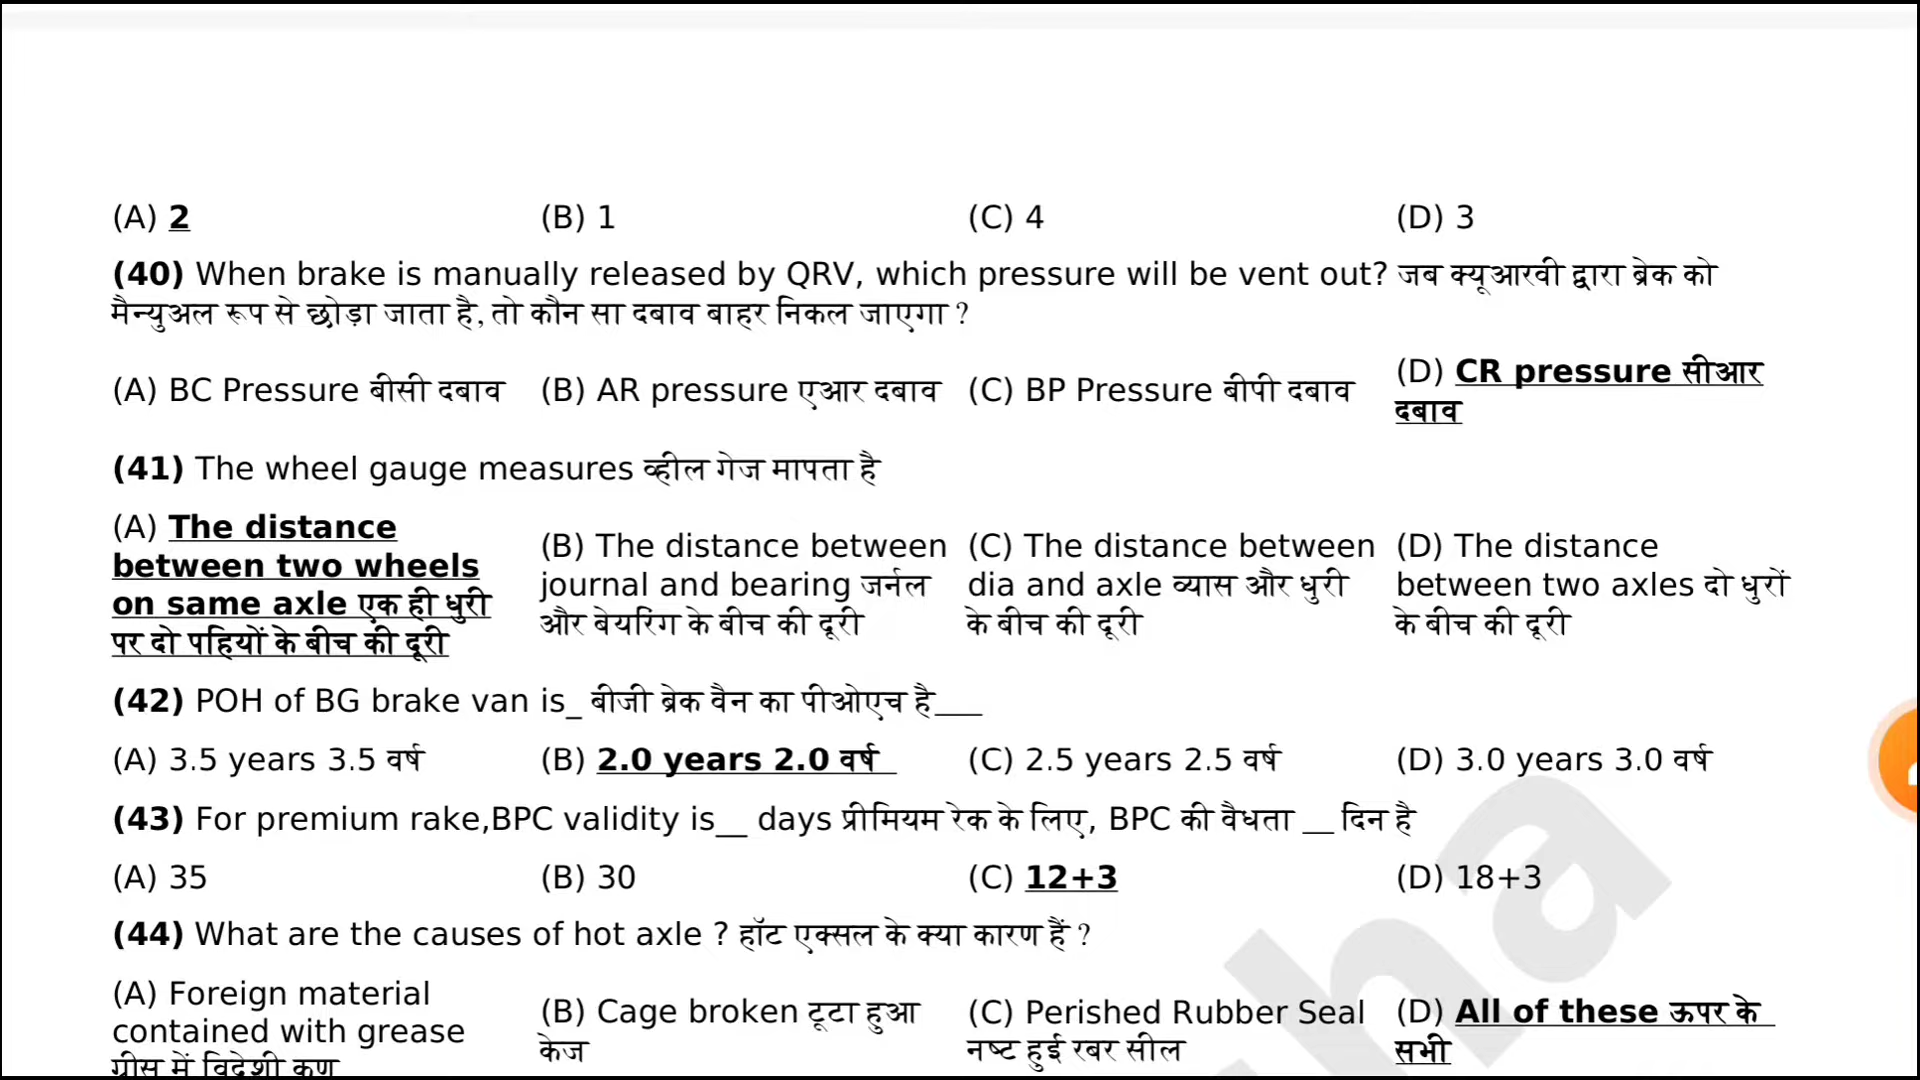 (A) 2 (B) 1 (C) 4 (D) 3
(40) When brake is manually released by QRV, which pressure will be vent out? जब क्यूआरवी द्वारा ब्रेक को
मैन्युअल रूप से छोड़ा जाता है, तो कौन सा दबाव बाहर निकल जाएगा ?
(A) BC Pressure बीसी दबाव (B) AR pressure एआर दबाव (C) BP Pressure बीपी दबाव (D) CR pressure सीआर
दबाव
(41) The wheel gauge measures व्हील गेज मापता है
(A) The distance
between two wheels
on same axle एक ही धुरी
पर दो पहियों के बीच की दूरी
(B) The distance between
journal and bearing जर्नल
और बेयरिंग के बीच की दूरी
(C) The distance between
dia and axle व्यास और धुरी
के बीच की दूरी
(D) The distance
between two axles दो धुरों
के बीच की दूरी
(42) POH of BG brake van is_ बीजी ब्रेक वैन का पीओएच है___
(A) 3.5 years 3.5 वर्ष (B) 2.0 years 2.0 वर्ष (C) 2.5 years 2.5 वर्ष (D) 3.0 years 3.0 वर्ष
(43) For premium rake,BPC validity is__ days प्रीमियम रेक के लिए, BPC की वैधता __ दिन है
(A) 35 (B) 30 (C) 12+3 (D) 18+3
(44) What are the causes of hot axle ? हॉट एक्सल के क्या कारण हैं ?
(A) Foreign material
contained with grease
ग्रीस में विदेशी कण
(B) Cage broken टूटा हुआ
केज
(C) Perished Rubber Seal
नष्ट हुई रबर सील
(D) All of these ऊपर के
सभी
ha